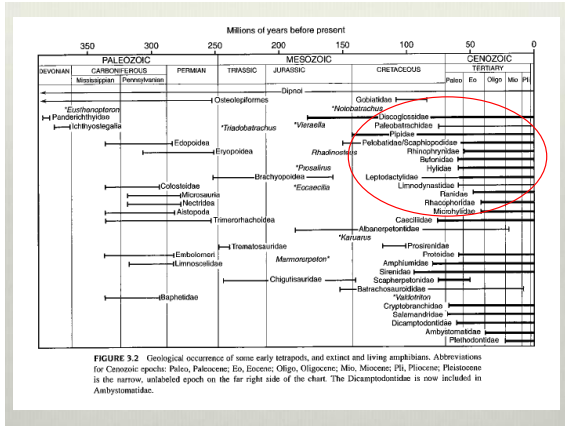 Millions of years before present
350 300 250 200 150 100 50 0
PALEOZOIC MESOZOIC CENOZOIC
DEVONIAN CARBONIFEROUS PERMIAN TRIASSIC JURASSIC CRETACEOUS TERTIARY
Mississippian Pennsylvanian Paleo Eo Oligo Mio Pli
Dipnoi
Osteolepiformes Gobiatidae
*Eusthenopteron *Notobatrachus
Panderichthyidae Discoglossidae
Ichthyostegalia *Triadobatrachus *Vieraella Paleobatrachidae
Pipidae
Edopoidea Pelobatidae/Scaphiopodidae
Eryopoidea Rhadinosteus Rhinophrynidae
Bufonidae
*Prosalirus Hylidae
Brachyopoidea Leptodactylidae
Colosteidae *Eocaecilia Limnodynastidae
Microsauria Ranidae
Nectridea Rhacophoridae
Aistopoda Microhylidae
Trimerorhacholdea Caeciliidae
Albanerpetontidae
*Karuarus
Trematosauridae Prosirenidae
Embolomeri Proteidae
Limnoscelidae Marmorerpeton* Amphiumidae
Sirenidae
Chigutisauridae Scapherpetonidae
Batrachosauroididae
Baphetidae *Valdotriton
Cryptobranchidae
Salamandridae
Dicamptodontidae
Ambystomatidae
Plethodontidae
FIGURE 3.2 Geological occurrence of some early tetrapods, and extinct and living amphibians. Abbreviations
for Cenozoic epochs: Paleo, Paleocene; Eo, Eocene; Oligo, Oligocene; Mio, Miocene; Pli, Pliocene; Pleistocene
is the narrow, unlabeled epoch on the far right side of the chart. The Dicamptodontidae is now included in
Ambystomatidae.